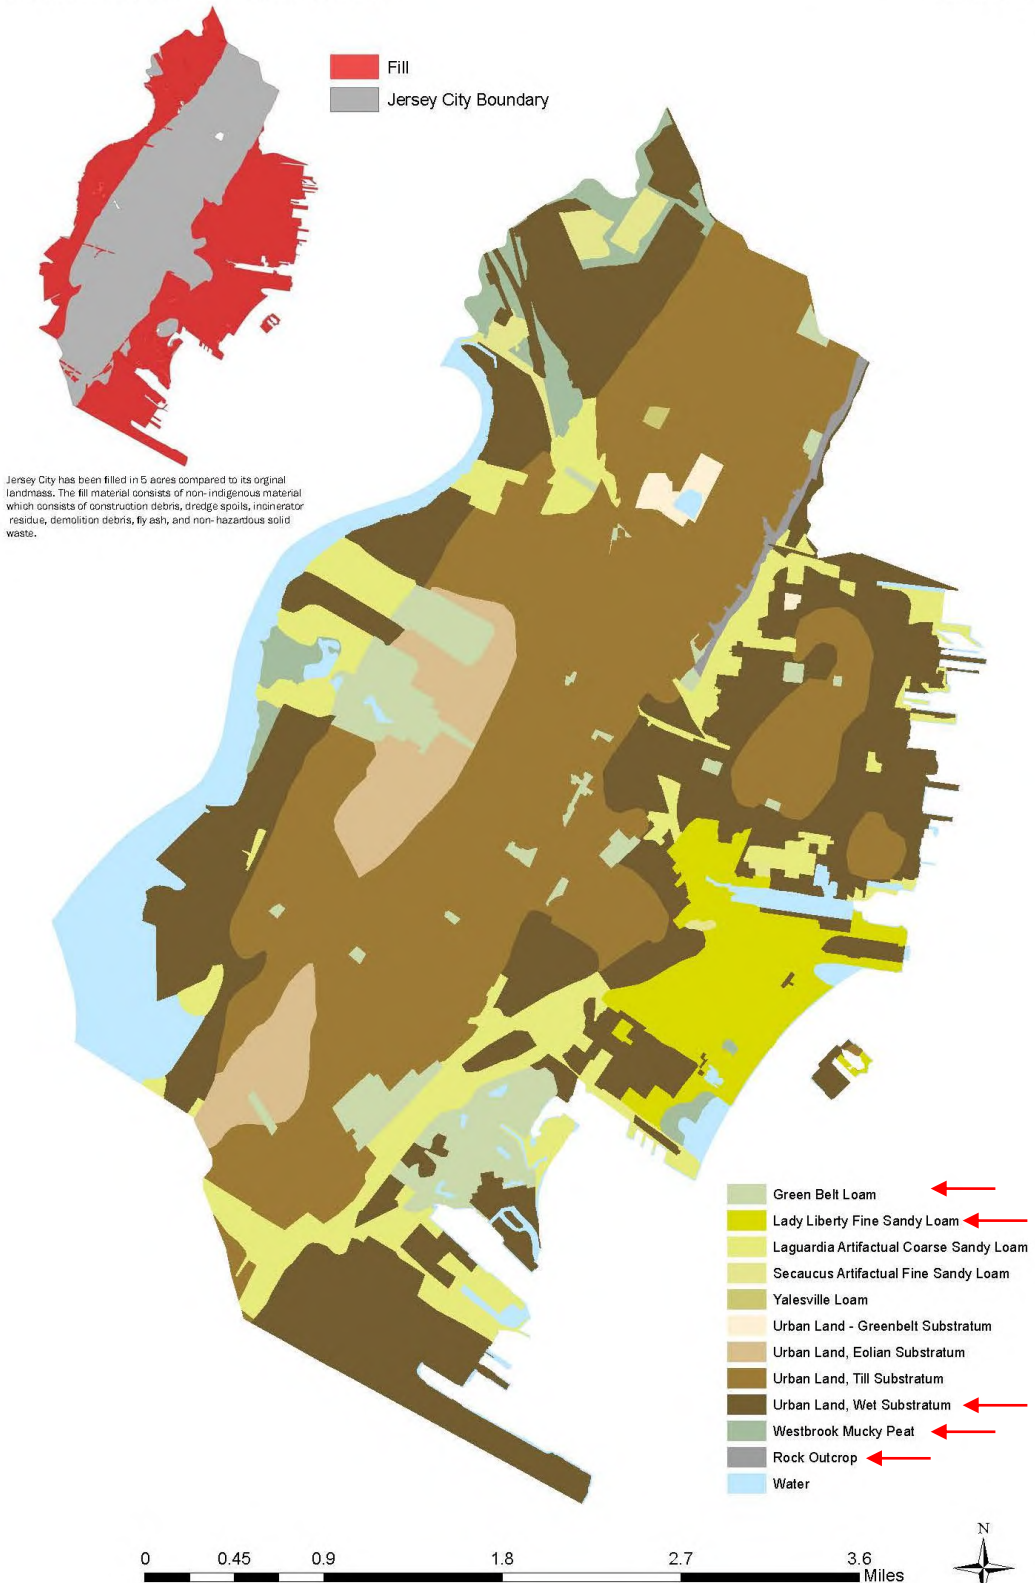 Fill
Jersey City Boundary
Jersey City has been filled in 5 acres compared to its orginal
landmass. The fill material consists of non-indigenous material
which consists of construction debris, dredge spoils, incinerator
residue, demolition debris, fly ash, and non-hazardous solid
waste.
Green Belt Loam
Lady Liberty Fine Sandy Loam
Laguardia Artifactual Coarse Sandy Loam
Secaucus Artifactual Fine Sandy Loam
Yalesville Loam
Urban Land - Greenbelt Substratum
Urban Land, Eolian Substratum
Urban Land, Till Substratum
Urban Land, Wet Substratum
Westbrook Mucky Peat
Rock Outcrop
Water
N
0 0.45 0.9 1.8 2.7 3.6
Miles